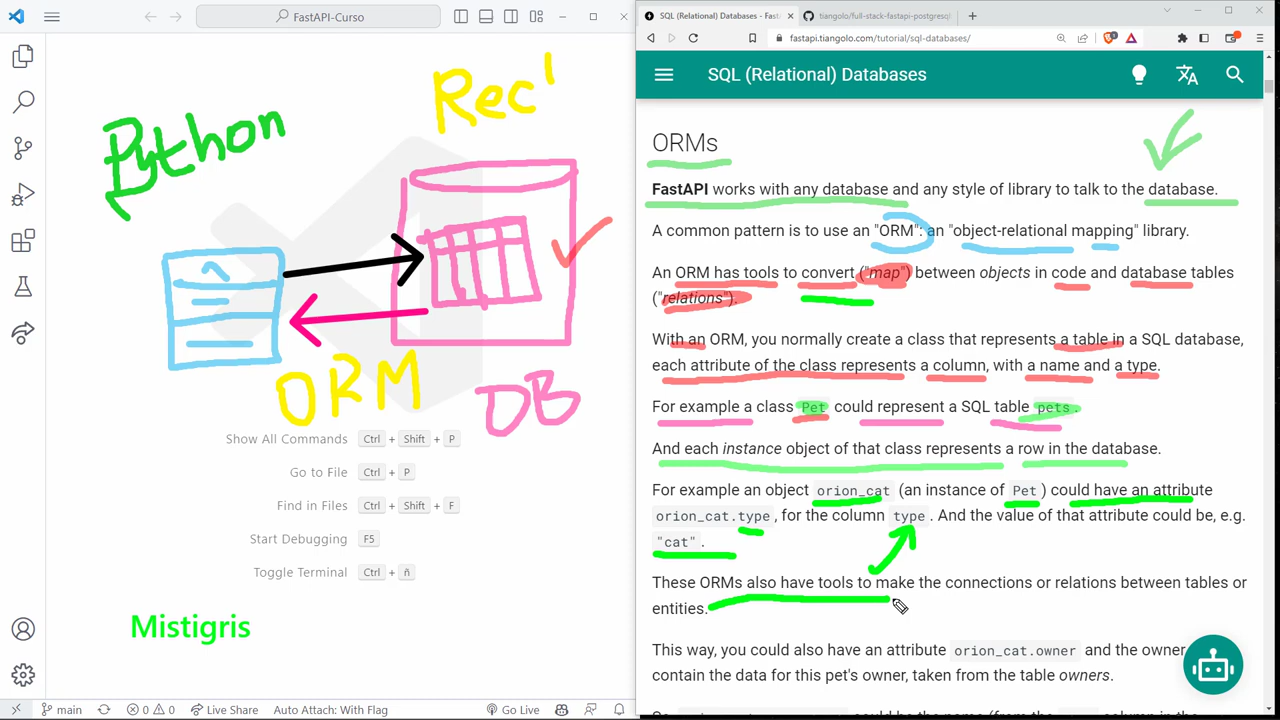 FastAPI-Curso
Python
Rec'
ORM
DB
Show All Commands Ctrl + Shift + P
Go to File Ctrl + P
Find in Files Ctrl + Shift + F
Start Debugging F5
Toggle Terminal Ctrl + ñ
Mistigris
main 0 0 Live Share Auto Attach: With Flag Go Live
SQL (Relational) Databases - Fast
tiangolo/full-stack-fastapi-postgresql
fastapi.tiangolo.com/tutorial/sql-databases/
SQL (Relational) Databases
ORMs
FastAPI works with any database and any style of library to talk to the database.
A common pattern is to use an "ORM": an "object-relational mapping" library.
An ORM has tools to convert ("map") between objects in code and database tables
("relations").
With an ORM, you normally create a class that represents a table in a SQL database,
each attribute of the class represents a column, with a name and a type.
For example a class Pet could represent a SQL table pets.
And each instance object of that class represents a row in the database.
For example an object orion_cat (an instance of Pet) could have an attribute
orion_cat.type, for the column type. And the value of that attribute could be, e.g.
"cat".
These ORMs also have tools to make the connections or relations between tables or
entities.
This way, you could also have an attribute orion_cat.owner and the owner
contain the data for this pet's owner, taken from the table owners.